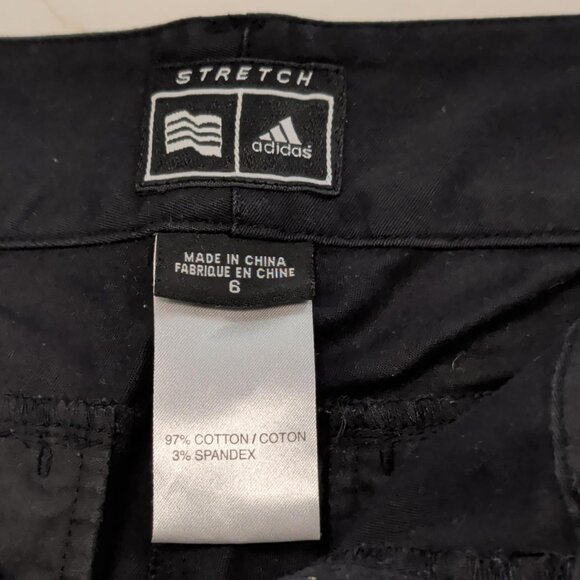 STRETCH
adidas
MADE IN CHINA
FABRIQUE EN CHINE
6
97% COTTON / COTON
3% SPANDEX